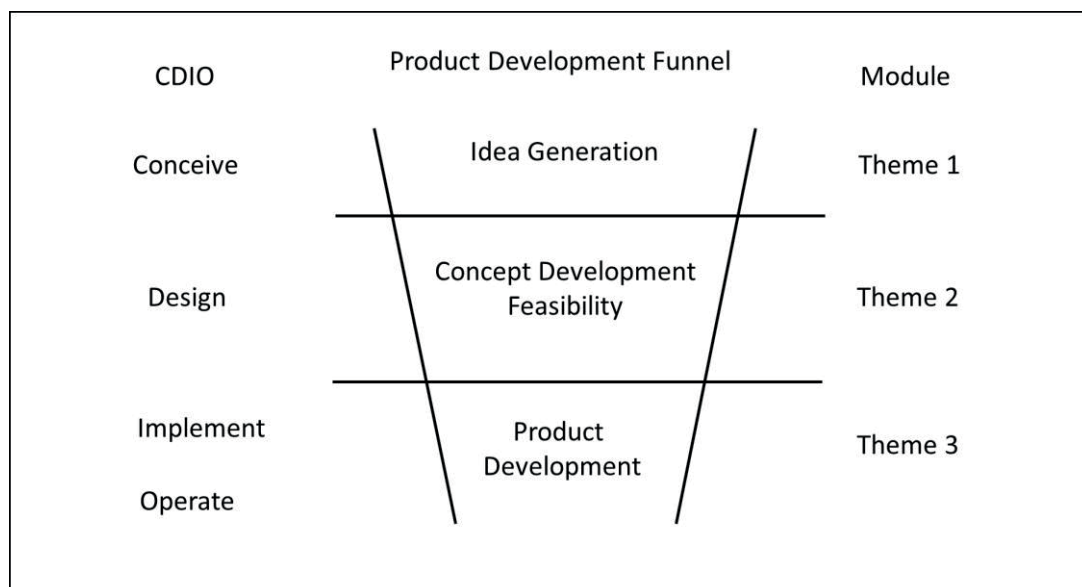 CDIO
Product Development Funnel
Module
Conceive
Idea Generation
Theme 1
Design
Concept Development
Feasibility
Theme 2
Implement
Product
Development
Theme 3
Operate